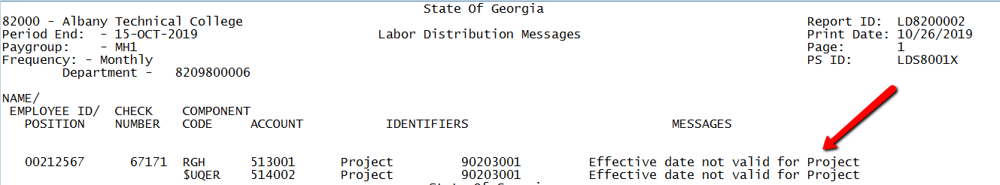 State Of Georgia
82000 - Albany Technical College Report ID: LD8200002
Period End: - 15-OCT-2019 Labor Distribution Messages Print Date: 10/26/2019
Paygroup: - MH1 Page: 1
Frequency: - Monthly PS ID: LDS8001X
Department - 8209800006
NAME/
EMPLOYEE ID/ CHECK COMPONENT
POSITION NUMBER CODE ACCOUNT IDENTIFIERS MESSAGES
00212567 67171 RGH 513001 Project 90203001 Effective date not valid for Project
$UQER 514002 Project 90203001 Effective date not valid for Project
State Of Georgia